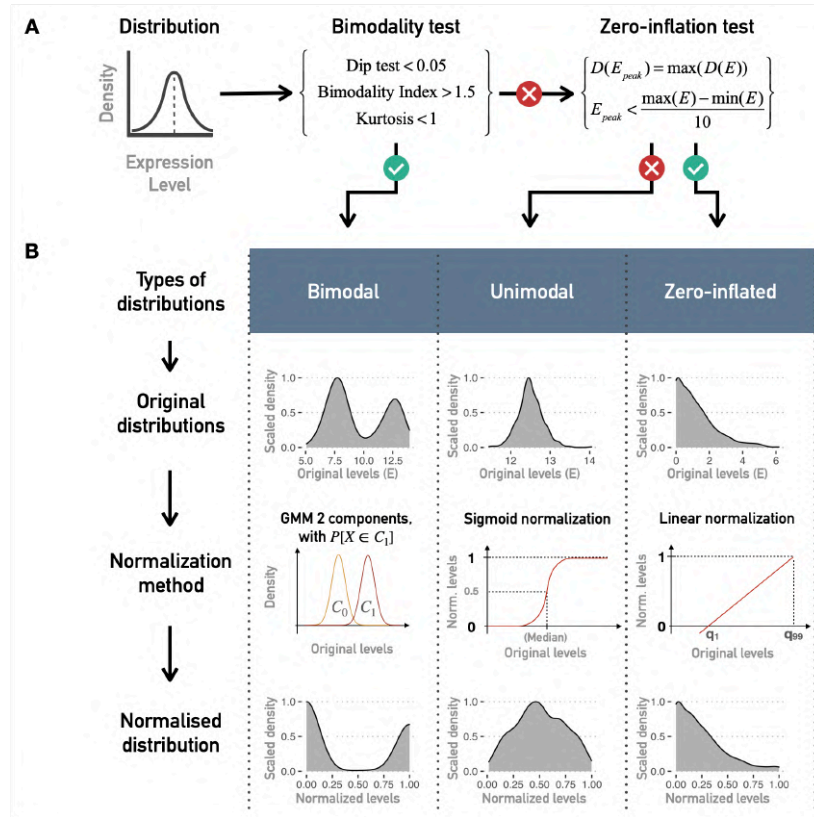 A
Distribution
Bimodality test
Zero-inflation test
Density
Expression
Level
Dip test < 0.05
Bimodality Index > 1.5
Kurtosis < 1
D(E_peak) = max(D(E))
E_peak < max(E) − min(E)
10
B
Types of
distributions
Bimodal
Unimodal
Zero-inflated
Original
distributions
Scaled density
1.0
0.5
0.0
5.0 7.5 10.0 12.5
Original levels (E)
Scaled density
1.0
0.5
0.0
12 13 14
Original levels (E)
Scaled density
1.0
0.5
0.0
0 2 4 6
Original levels (E)
Normalization
method
GMM 2 components,
with P[X ∈ C₁]
Density
C₀ C₁
Original levels
Sigmoid normalization
Norm. levels
1
0.5
0
(Median)
Original levels
Linear normalization
Norm. levels
1
0
q₁ q₉₉
Original levels
Normalised
distribution
Scaled density
1.0
0.5
0.0
0.00 0.25 0.50 0.75 1.00
Normalized levels
Scaled density
1.0
0.5
0.0
0.00 0.25 0.50 0.75 1.00
Normalized levels
Scaled density
1.0
0.5
0.0
0.00 0.25 0.50 0.75 1.00
Normalized levels